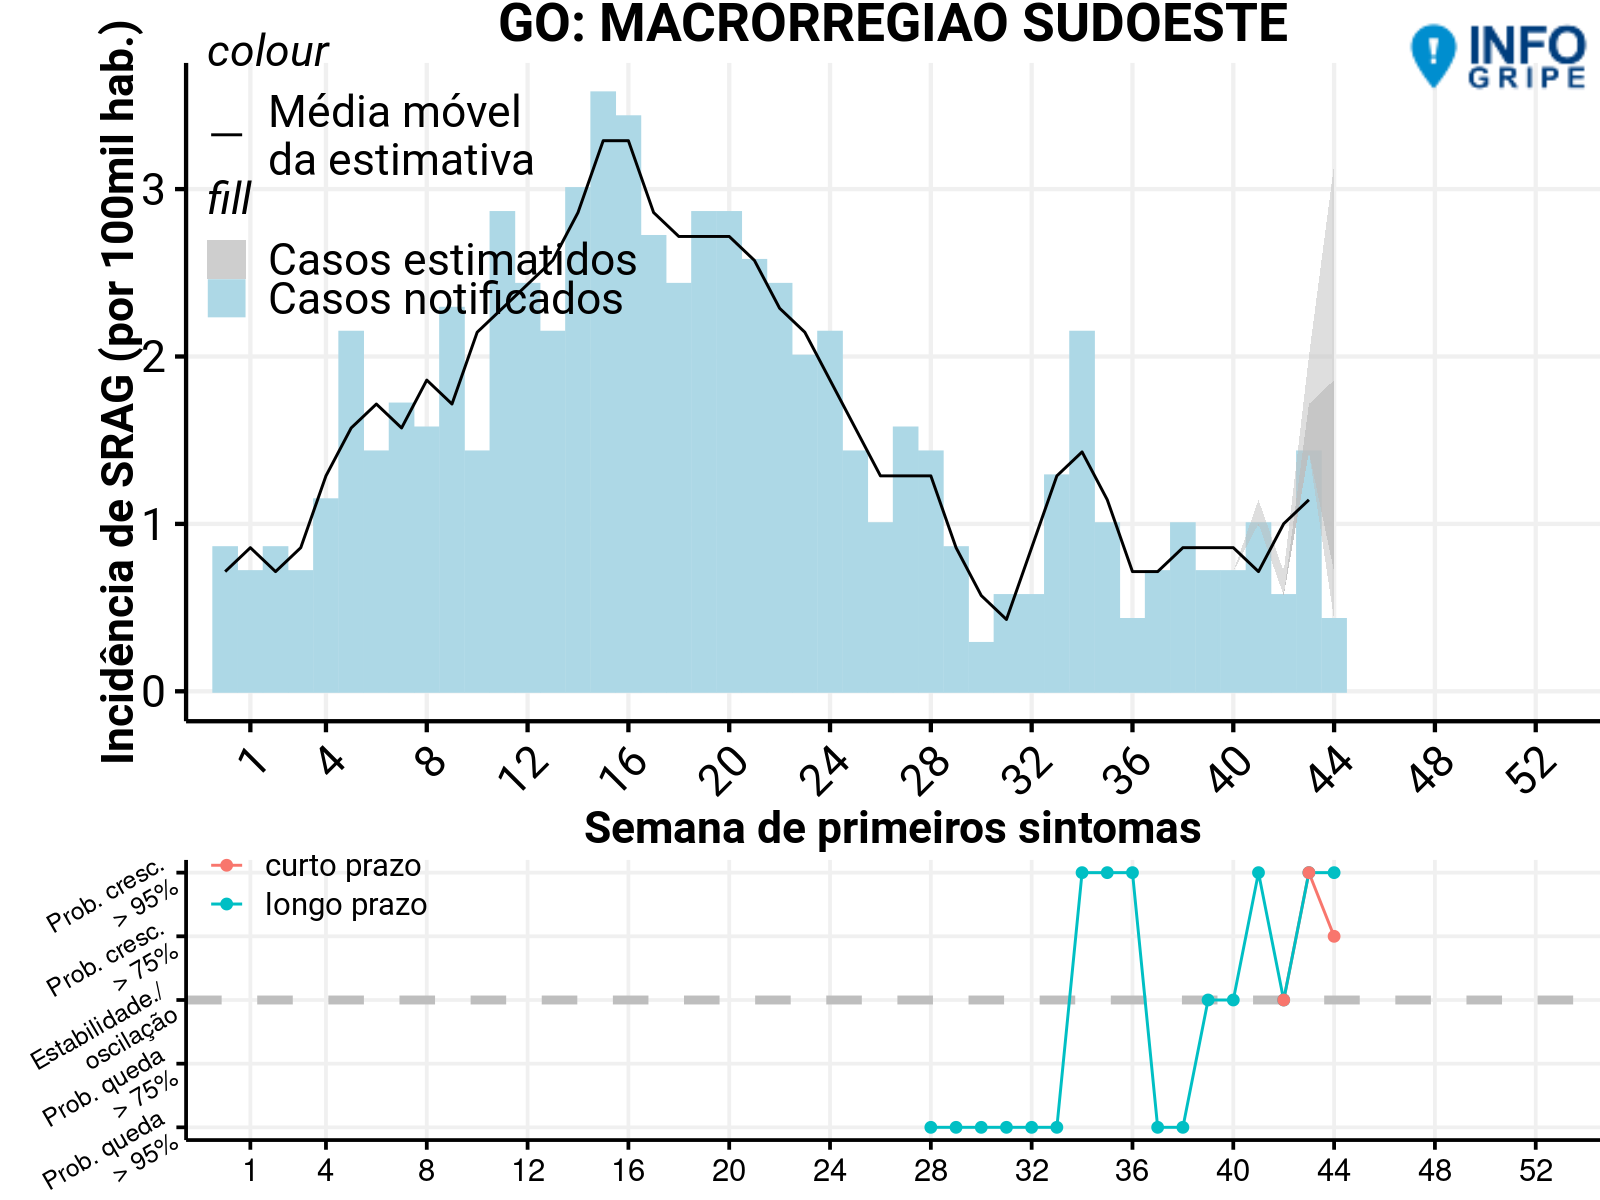 GO: MACRORREGIAO SUDOESTE
INFO
GRIPE
colour
Média móvel
da estimativa
fill
Casos estimatidos
Casos notificados
Incidência de SRAG (por 100mil hab.)
3
2
1
0
1 4 8 12 16 20 24 28 32 36 40 44 48 52
Semana de primeiros sintomas
curto prazo
longo prazo
Prob. cresc.
> 95%
Prob. cresc.
> 75%
Estabilidade./
oscilação
Prob. queda
> 75%
Prob. queda
> 95%
1 4 8 12 16 20 24 28 32 36 40 44 48 52